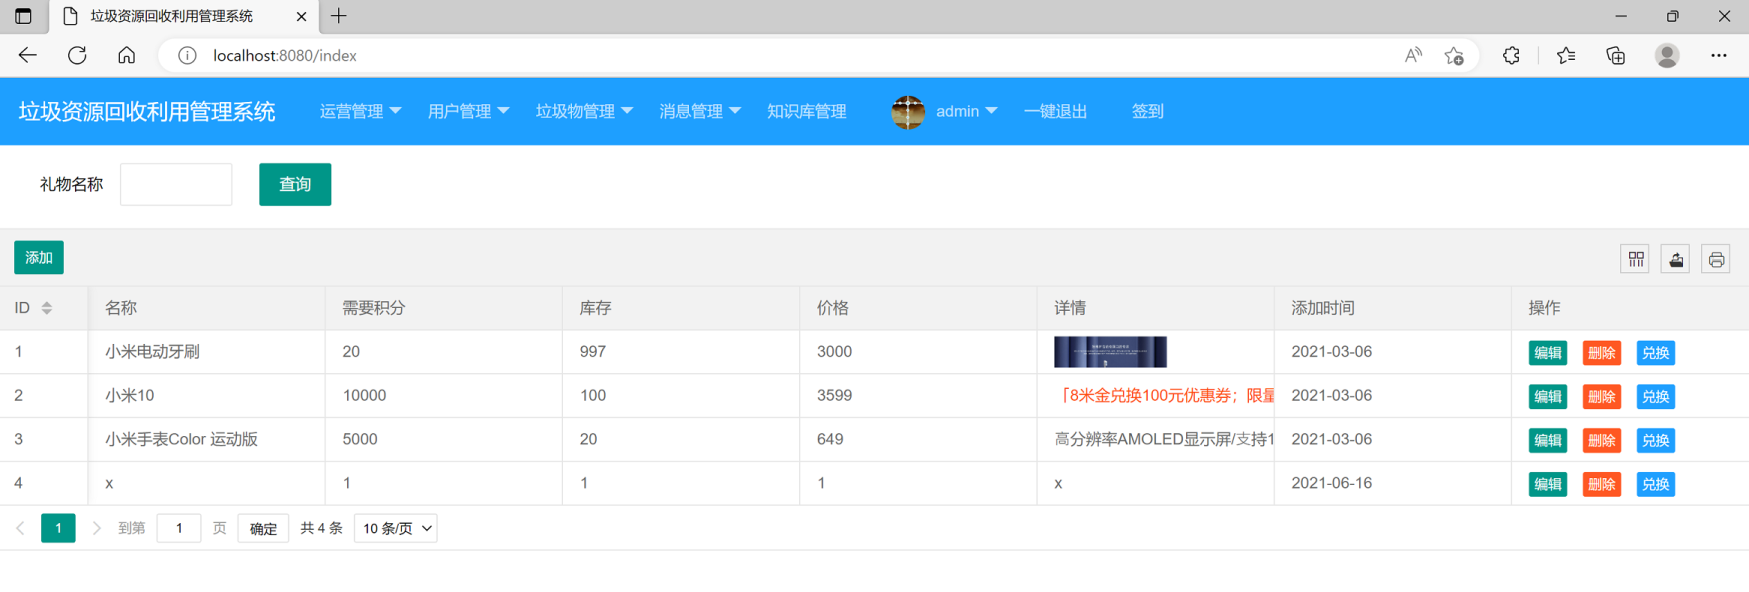 垃圾资源回收利用管理系统
localhost:8080/index
垃圾资源回收利用管理系统 运营管理 用户管理 垃圾物管理 消息管理 知识库管理 admin 一键退出 签到
礼物名称 查询
添加
ID 名称 需要积分 库存 价格 详情 添加时间 操作
1 小米电动牙刷 20 997 3000 2021-03-06 编辑 删除 兑换
2 小米10 10000 100 3599 「8米金兑换100元优惠券；限量 2021-03-06 编辑 删除 兑换
3 小米手表Color 运动版 5000 20 649 高分辨率AMOLED显示屏/支持1 2021-03-06 编辑 删除 兑换
4 x 1 1 1 x 2021-06-16 编辑 删除 兑换
1 到第 1 页 确定 共 4 条 10 条/页